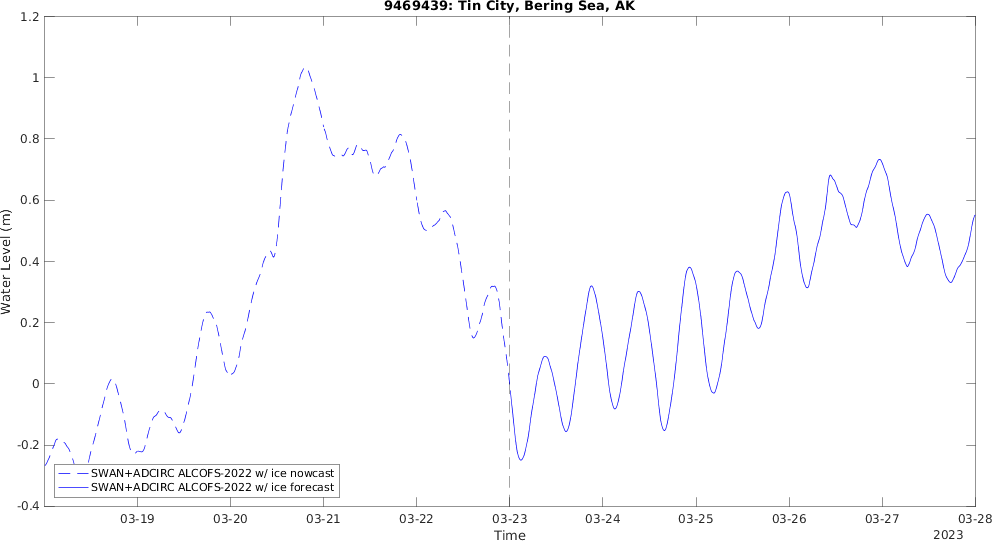 9469439: Tin City, Bering Sea, AK
1.2
1
0.8
0.6
0.4
0.2
0
-0.2
-0.4
Water Level (m)
SWAN+ADCIRC ALCOFS-2022 w/ ice nowcast
SWAN+ADCIRC ALCOFS-2022 w/ ice forecast
03-19 03-20 03-21 03-22 03-23 03-24 03-25 03-26 03-27 03-28
Time
2023